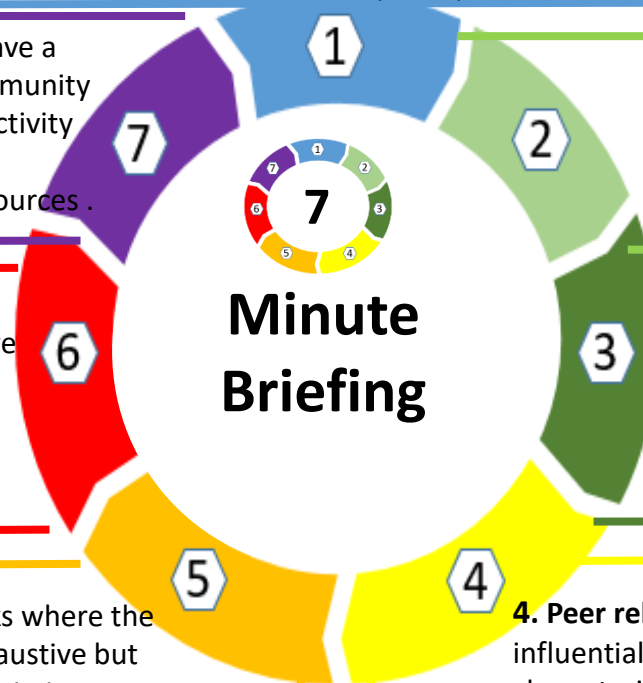 1
ave a
munity
ctivity
ources .
7
2
1
7
2
6
7
3
5
4
Minute
Briefing
e
6
3
5
4
s where the
austive but
4. Peer rel
influential